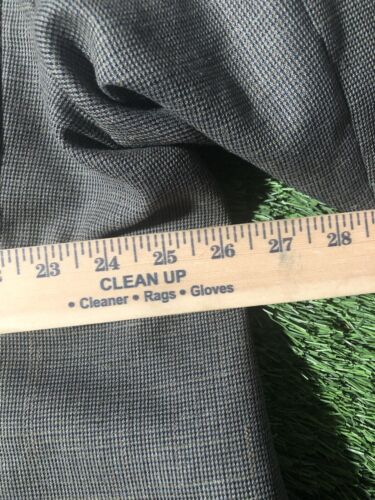 23 24 25 26 27 28
CLEAN UP
• Cleaner • Rags • Gloves